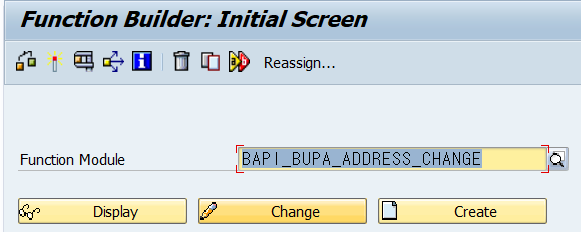 Function Builder: Initial Screen
Reassign...
Function Module BAPI_BUPA_ADDRESS_CHANGE
Display Change Create